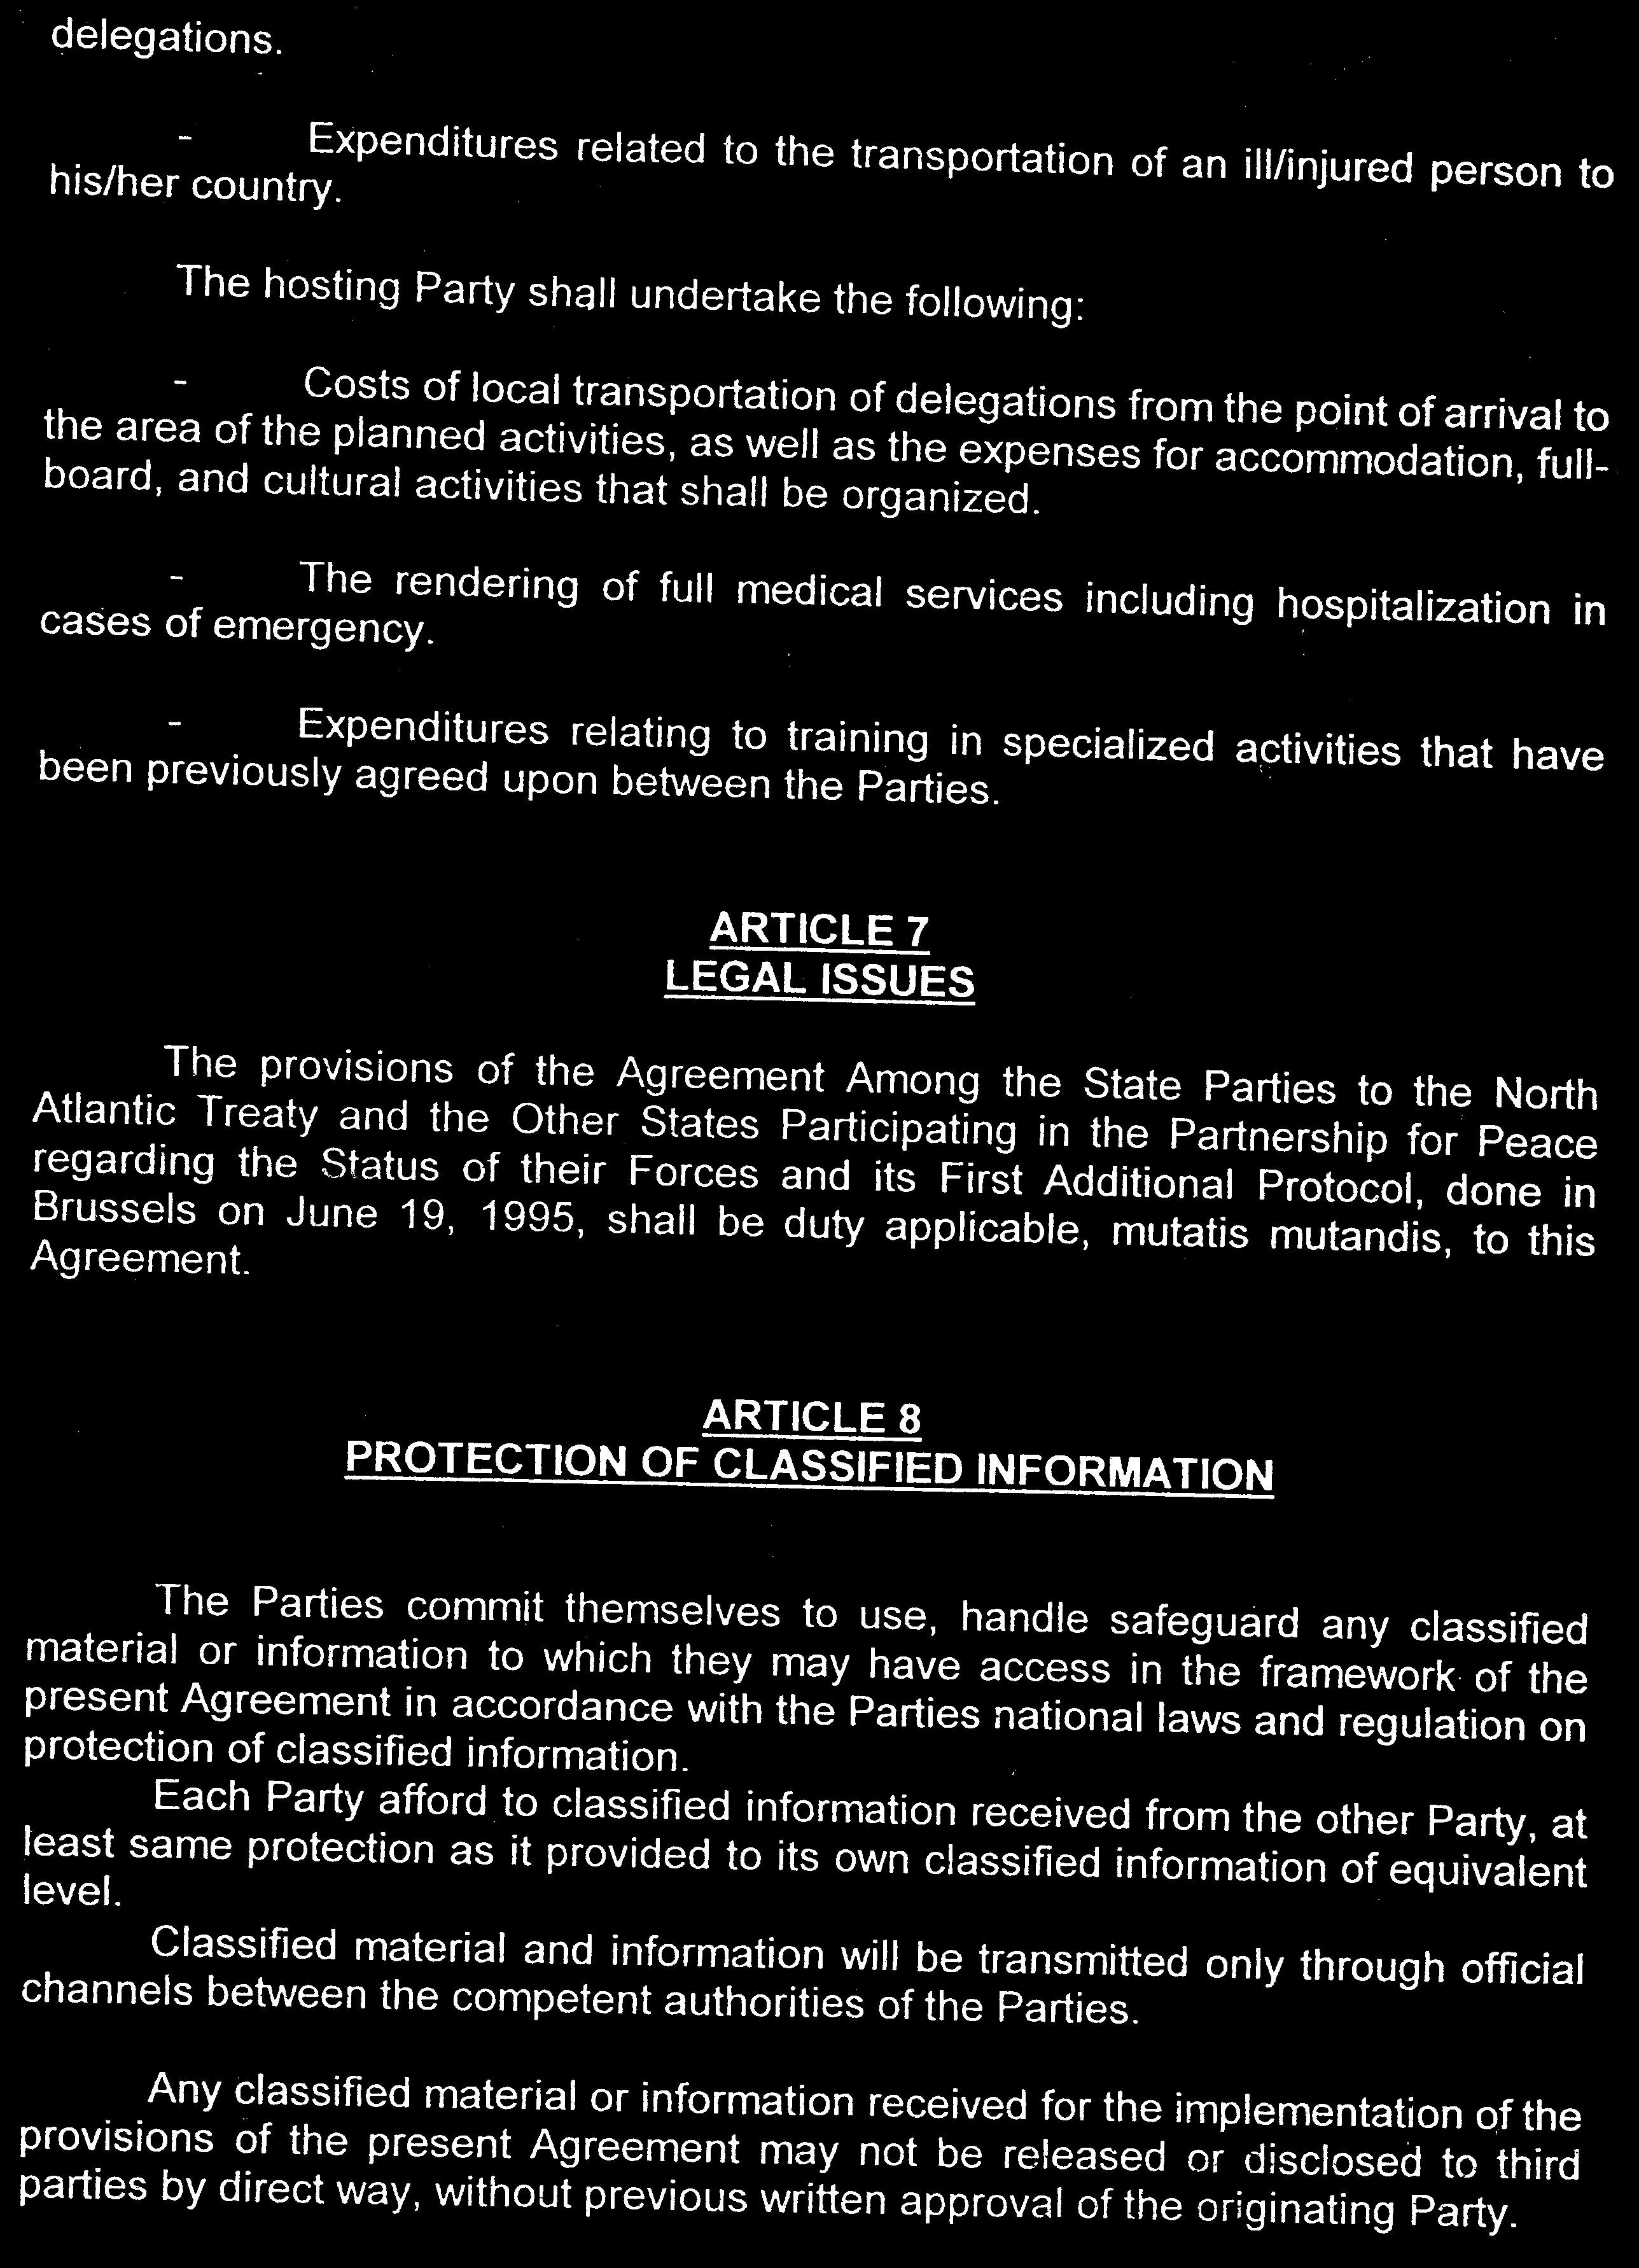 delegations.
- Expenditures related to the transportation of an ill/injured person to
his/her country.
The hosting Party shall undertake the following:
- Costs of local transportation of delegations from the point of arrival to
the area of the planned activities, as well as the expenses for accommodation, full-
board, and cultural activities that shall be organized.
- The rendering of full medical services including hospitalization in
cases of emergency.
- Expenditures relating to training in specialized activities that have
been previously agreed upon between the Parties.
ARTICLE 7
LEGAL ISSUES
The provisions of the Agreement Among the State Parties to the North
Atlantic Treaty and the Other States Participating in the Partnership for Peace
regarding the Status of their Forces and its First Additional Protocol, done in
Brussels on June 19, 1995, shall be duty applicable, mutatis mutandis, to this
Agreement.
ARTICLE 8
PROTECTION OF CLASSIFIED INFORMATION
The Parties commit themselves to use, handle safeguard any classified
material or information to which they may have access in the framework of the
present Agreement in accordance with the Parties national laws and regulation on
protection of classified information.
Each Party afford to classified information received from the other Party, at
least same protection as it provided to its own classified information of equivalent
level.
Classified material and information will be transmitted only through official
channels between the competent authorities of the Parties.
Any classified material or information received for the implementation of the
provisions of the present Agreement may not be released or disclosed to third
parties by direct way, without previous written approval of the originating Party.